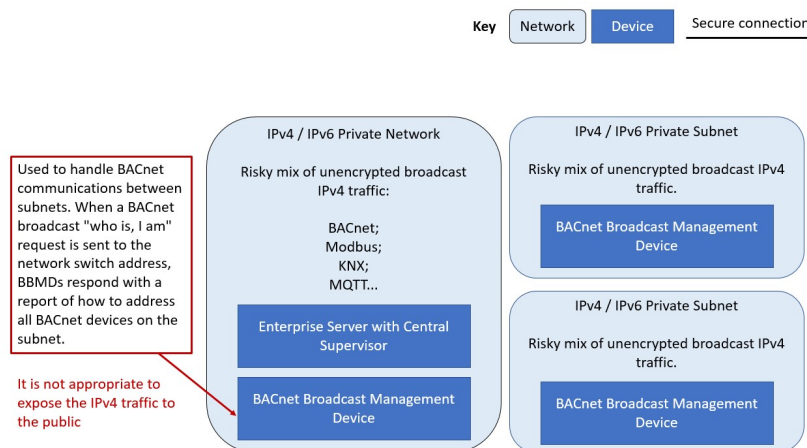 Key
Network
Device
Secure connection
IPv4 / IPv6 Private Network
Risky mix of unencrypted broadcast
IPv4 traffic:
BACnet;
Modbus;
KNX;
MQTT...
Enterprise Server with Central
Supervisor
BACnet Broadcast Management
Device
Used to handle BACnet
communications between
subnets. When a BACnet
broadcast "who is, I am"
request is sent to the
network switch address,
BBMDs respond with a
report of how to address
all BACnet devices on the
subnet.
It is not appropriate to
expose the IPv4 traffic to
the public
IPv4 / IPv6 Private Subnet
Risky mix of unencrypted broadcast IPv4
traffic.
BACnet Broadcast Management
Device
IPv4 / IPv6 Private Subnet
Risky mix of unencrypted broadcast IPv4
traffic.
BACnet Broadcast Management
Device